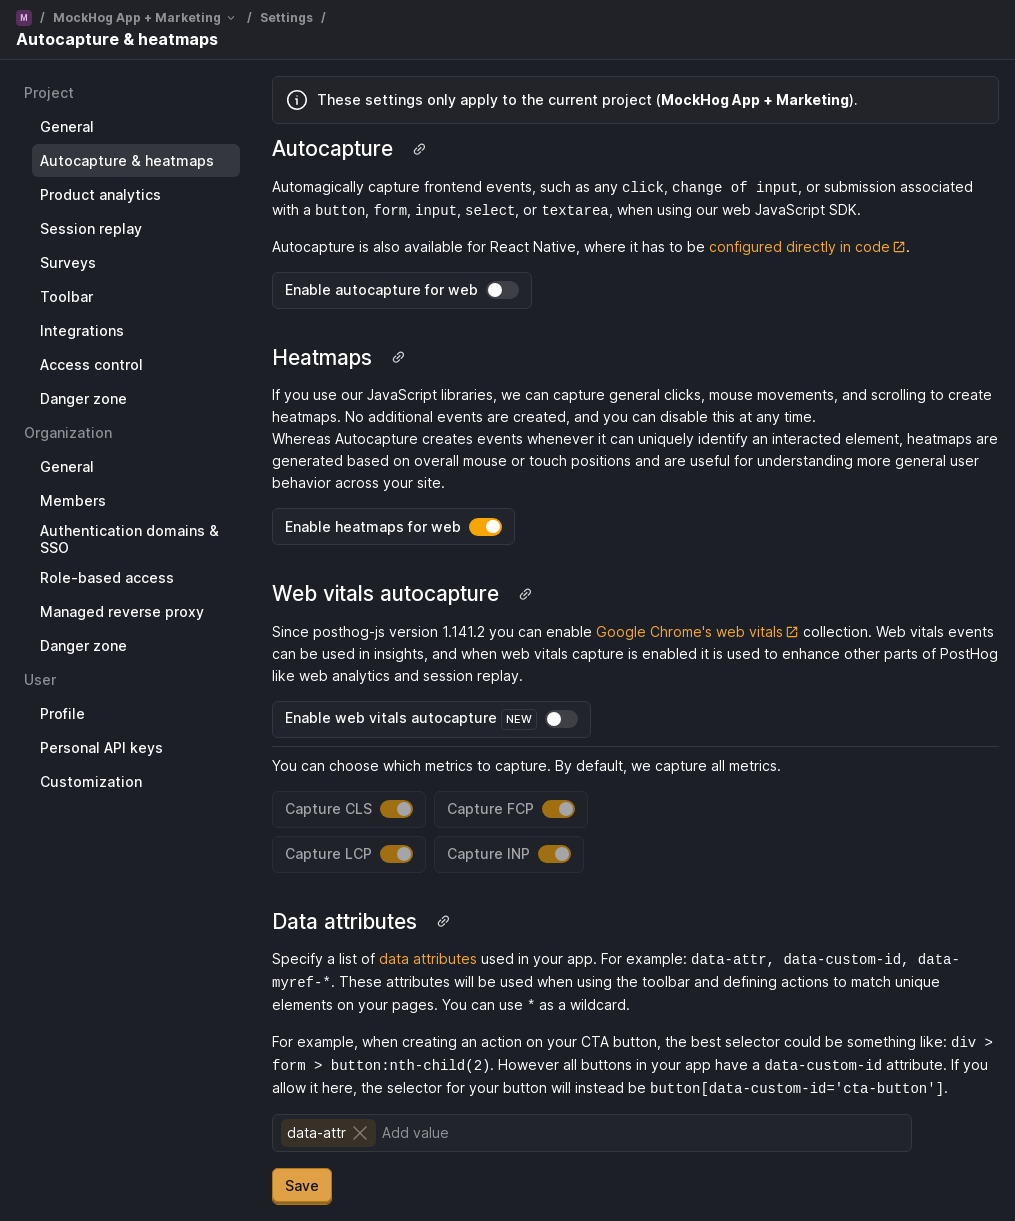 M / MockHog App + Marketing / Settings /
Autocapture & heatmaps
Project
General
Autocapture & heatmaps
Product analytics
Session replay
Surveys
Toolbar
Integrations
Access control
Danger zone
Organization
General
Members
Authentication domains &
SSO
Role-based access
Managed reverse proxy
Danger zone
User
Profile
Personal API keys
Customization
These settings only apply to the current project (MockHog App + Marketing).
Autocapture
Automagically capture frontend events, such as any click, change of input, or submission associated
with a button, form, input, select, or textarea, when using our web JavaScript SDK.
Autocapture is also available for React Native, where it has to be configured directly in code.
Enable autocapture for web
Heatmaps
If you use our JavaScript libraries, we can capture general clicks, mouse movements, and scrolling to create
heatmaps. No additional events are created, and you can disable this at any time.
Whereas Autocapture creates events whenever it can uniquely identify an interacted element, heatmaps are
generated based on overall mouse or touch positions and are useful for understanding more general user
behavior across your site.
Enable heatmaps for web
Web vitals autocapture
Since posthog-js version 1.141.2 you can enable Google Chrome's web vitals collection. Web vitals events
can be used in insights, and when web vitals capture is enabled it is used to enhance other parts of PostHog
like web analytics and session replay.
Enable web vitals autocapture NEW
You can choose which metrics to capture. By default, we capture all metrics.
Capture CLS Capture FCP
Capture LCP Capture INP
Data attributes
Specify a list of data attributes used in your app. For example: data-attr, data-custom-id, data-
myref-*. These attributes will be used when using the toolbar and defining actions to match unique
elements on your pages. You can use * as a wildcard.
For example, when creating an action on your CTA button, the best selector could be something like: div >
form > button:nth-child(2). However all buttons in your app have a data-custom-id attribute. If you
allow it here, the selector for your button will instead be button[data-custom-id='cta-button'].
data-attr Add value
Save